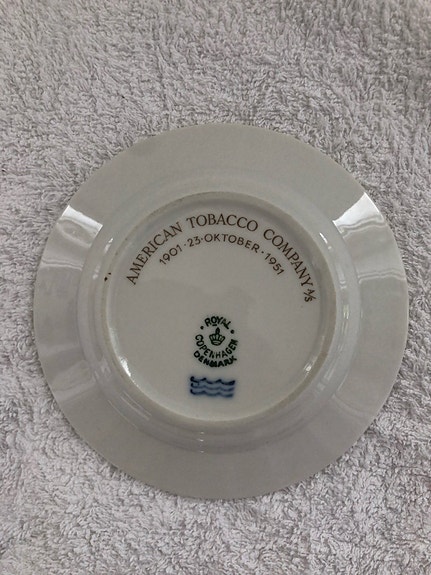 AMERICAN TOBACCO COMPANY A/S
1901·23·OKTOBER·1951
·ROYAL·
COPENHAGEN
DENMARK